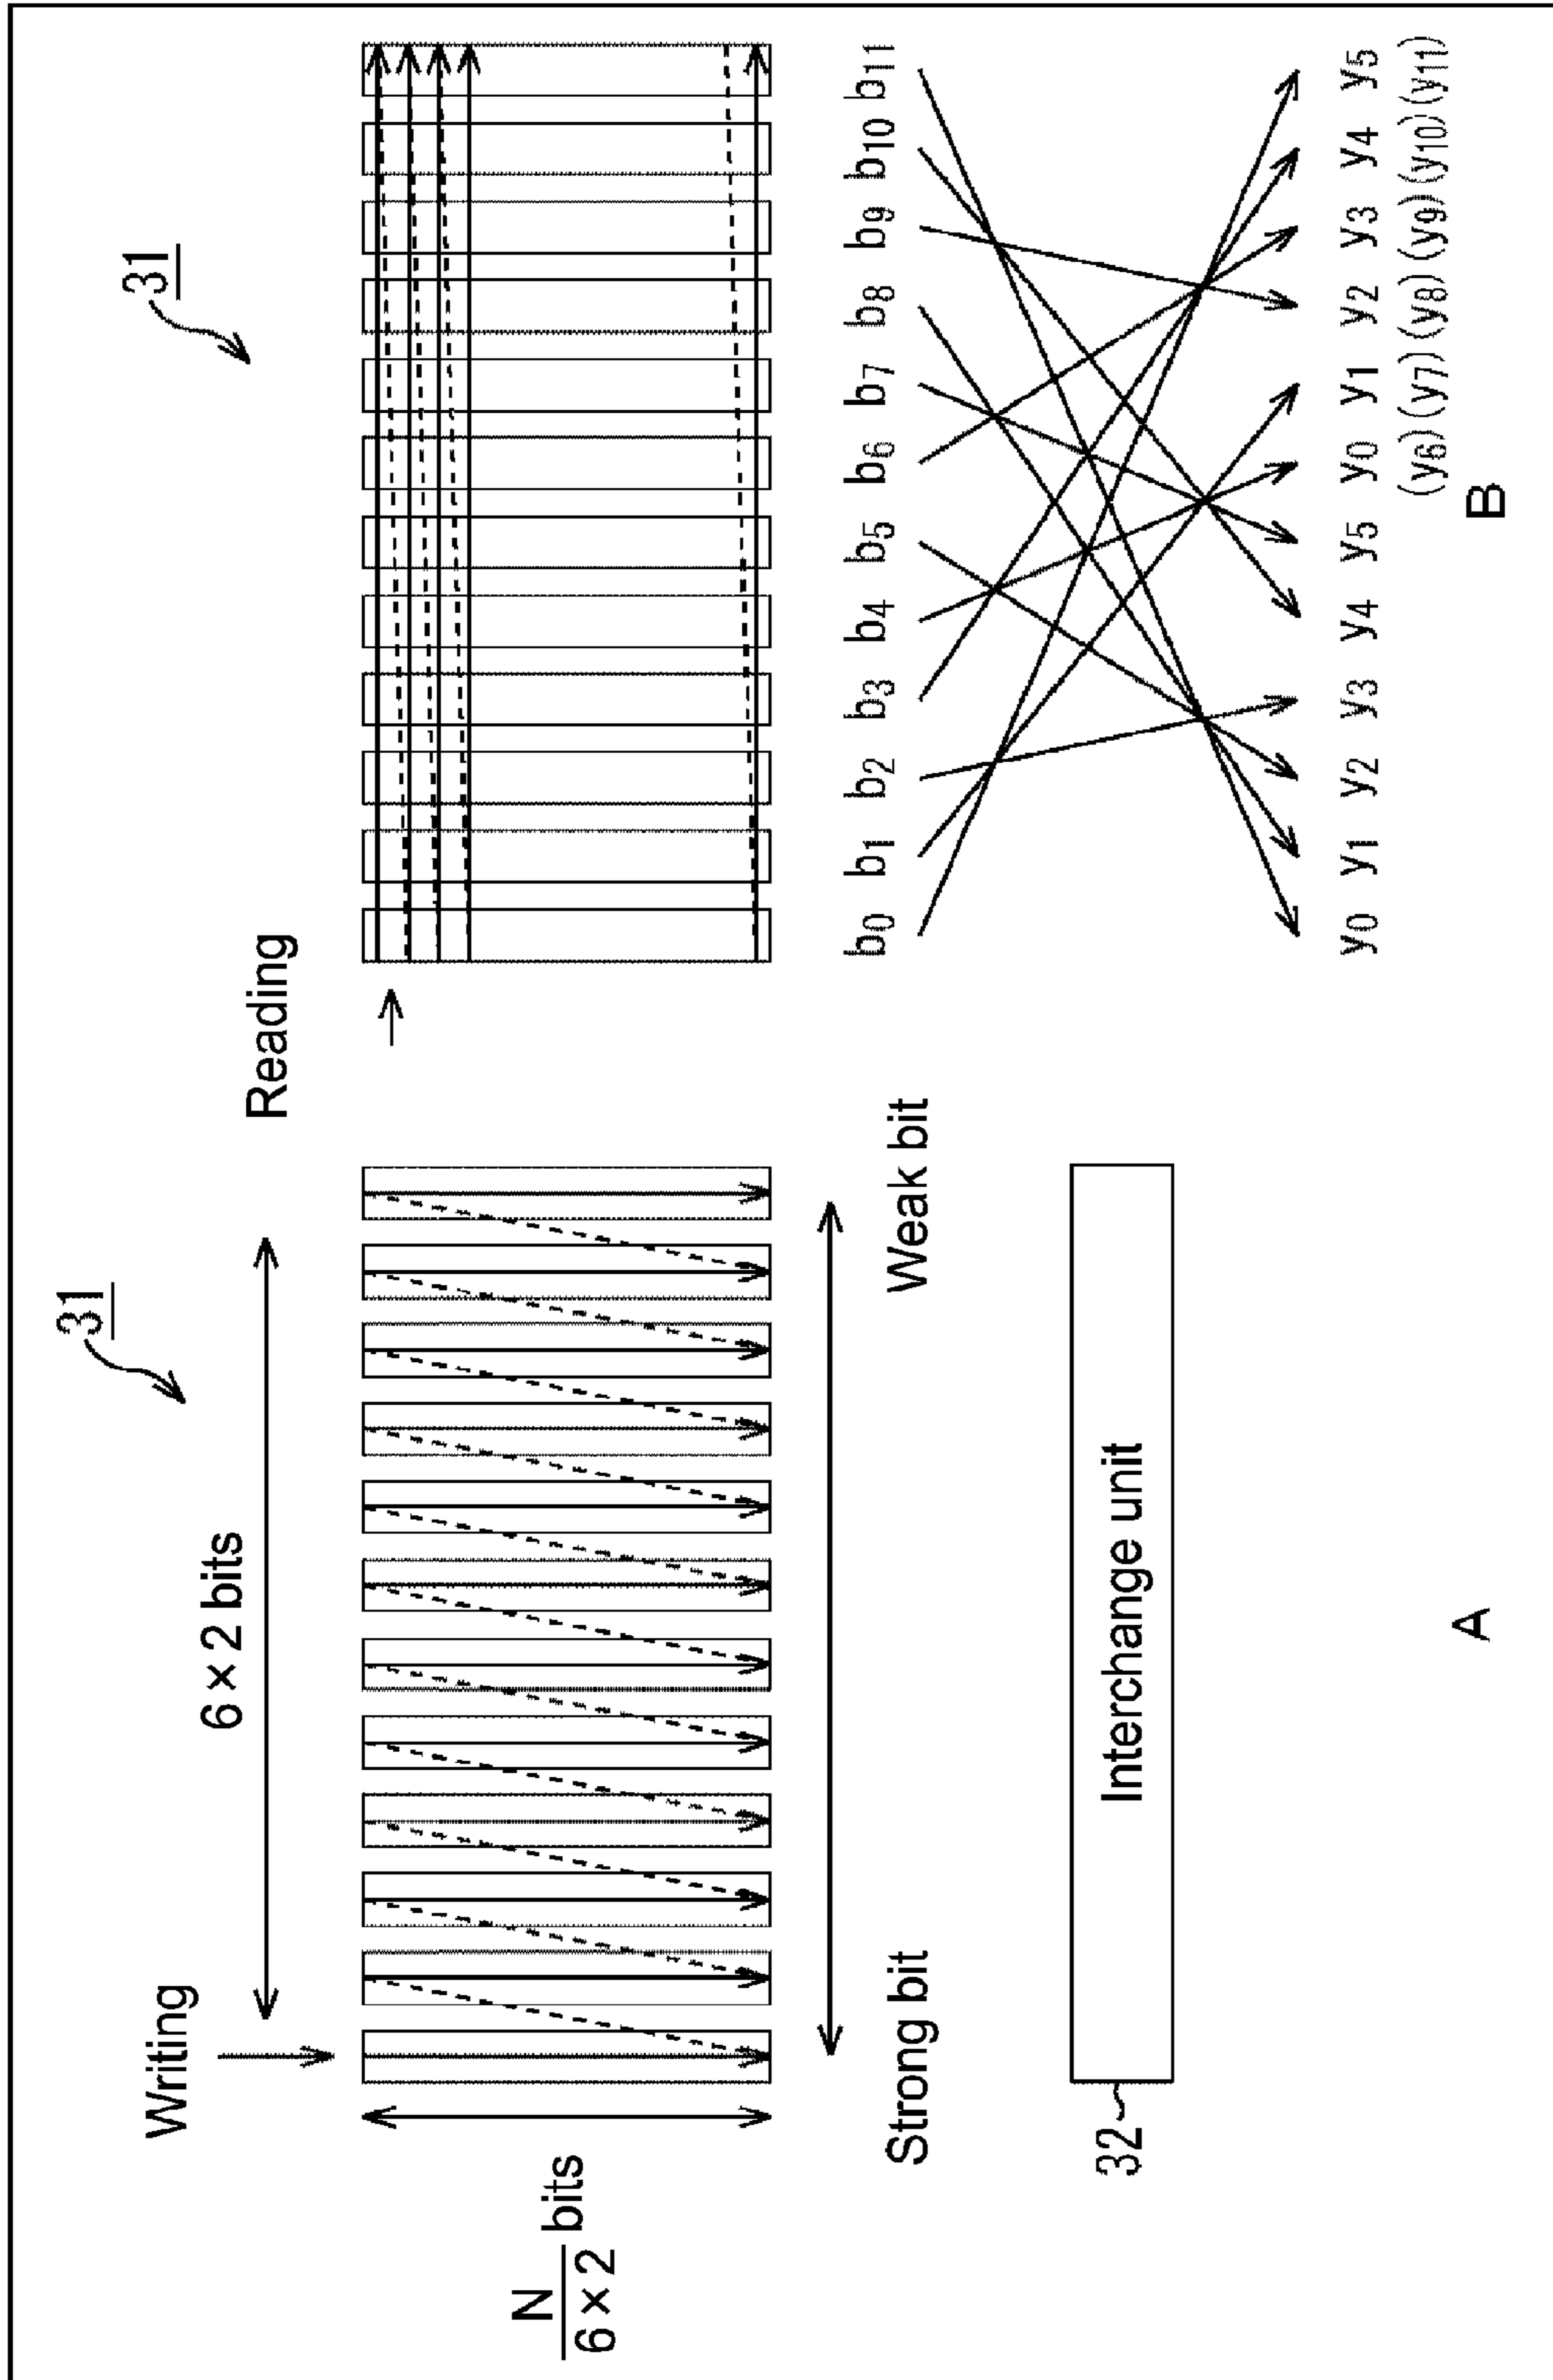 Writing
31
6 × 2 bits
N
6 × 2
bits
Strong bit
Weak bit
32
Interchange unit
A
Reading
31
b0 b1 b2 b3 b4 b5 b6 b7 b8 b9 b10 b11
y0 y1 y2 y3 y4 y5 y0 y1 y2 y3 y4 y5
(y6) (y7) (y8) (y9) (y10) (y11)
B